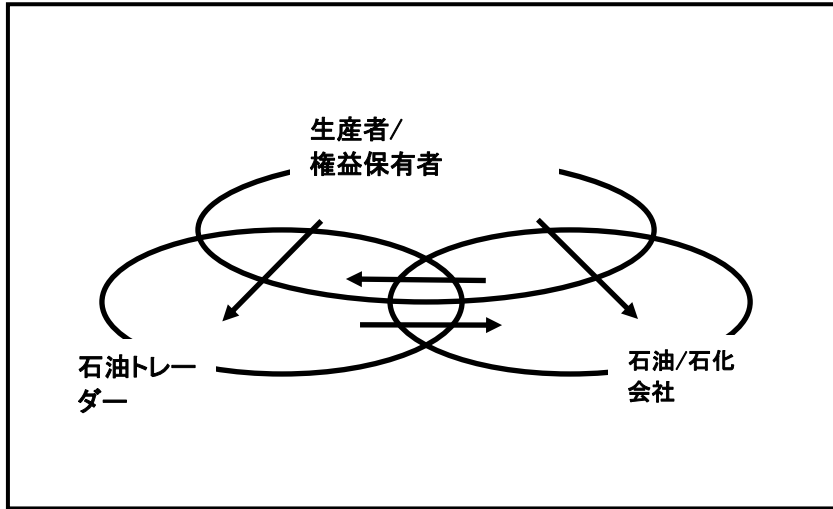 生産者/
権益保有者
石油トレー
ダー
石油/石化
会社